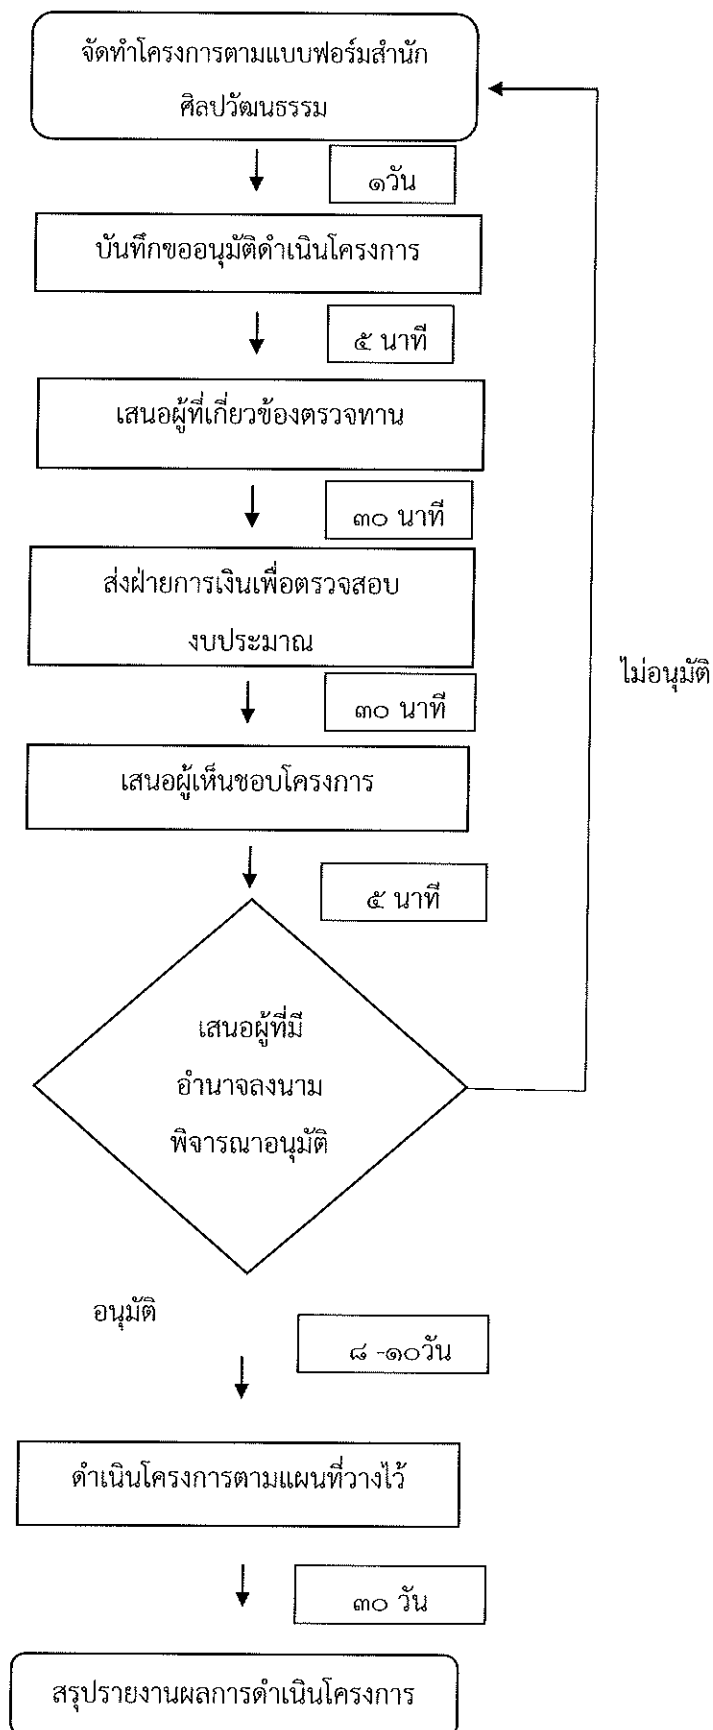 จัดทำโครงการตามแบบฟอร์มสำนัก
ศิลปวัฒนธรรม
๑วัน
บันทึกขออนุมัติดำเนินโครงการ
๕ นาที
เสนอผู้ที่เกี่ยวข้องตรวจทาน
๓๐ นาที
ส่งฝ่ายการเงินเพื่อตรวจสอบ
งบประมาณ
ไม่อนุมัติ
๓๐ นาที
เสนอผู้เห็นชอบโครงการ
๕ นาที
เสนอผู้ที่มี
อำนาจลงนาม
พิจารณาอนุมัติ
อนุมัติ
๘ -๑๐วัน
ดำเนินโครงการตามแผนที่วางไว้
๓๐ วัน
สรุปรายงานผลการดำเนินโครงการ